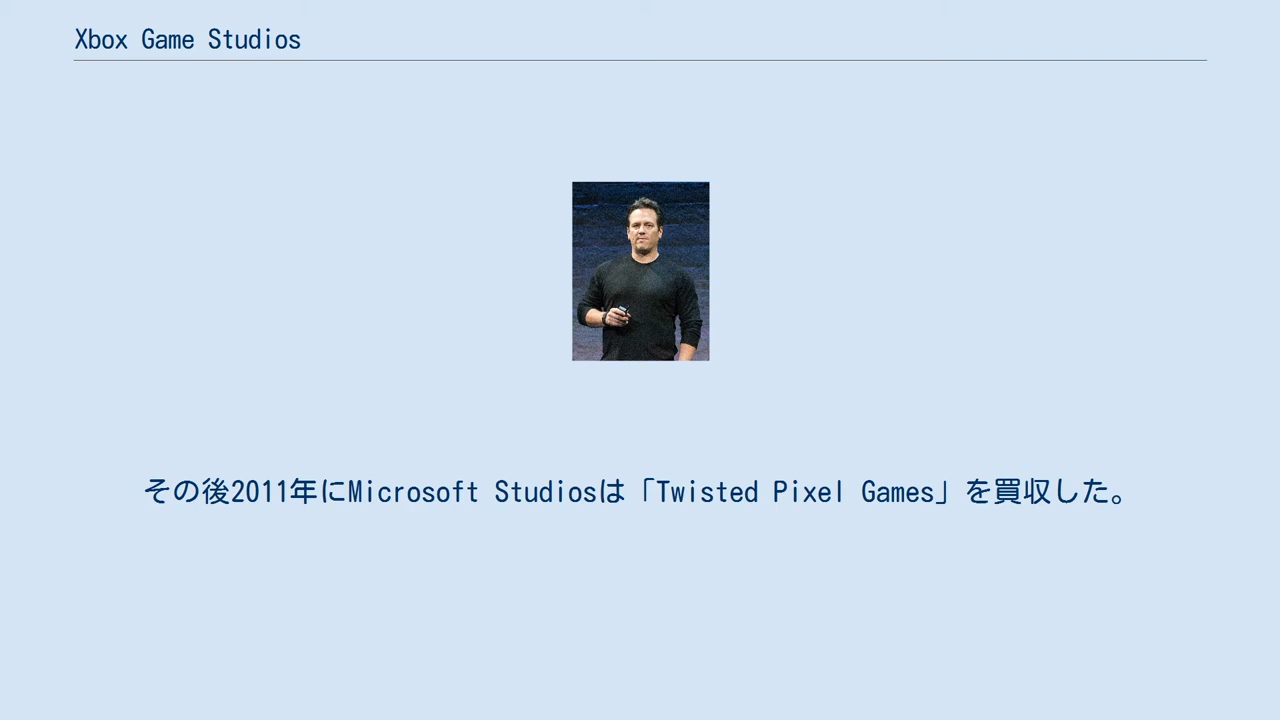 Xbox Game Studios
その後2011年にMicrosoft Studiosは「Twisted Pixel Games」を買収した。